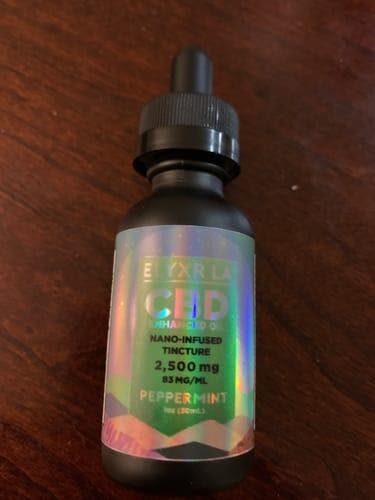 ELYXR LA
CBD
ENHANCED OIL
NANO-INFUSED
TINCTURE
2,500 mg
83 MG/ML
PEPPERMINT
1oz (30mL)